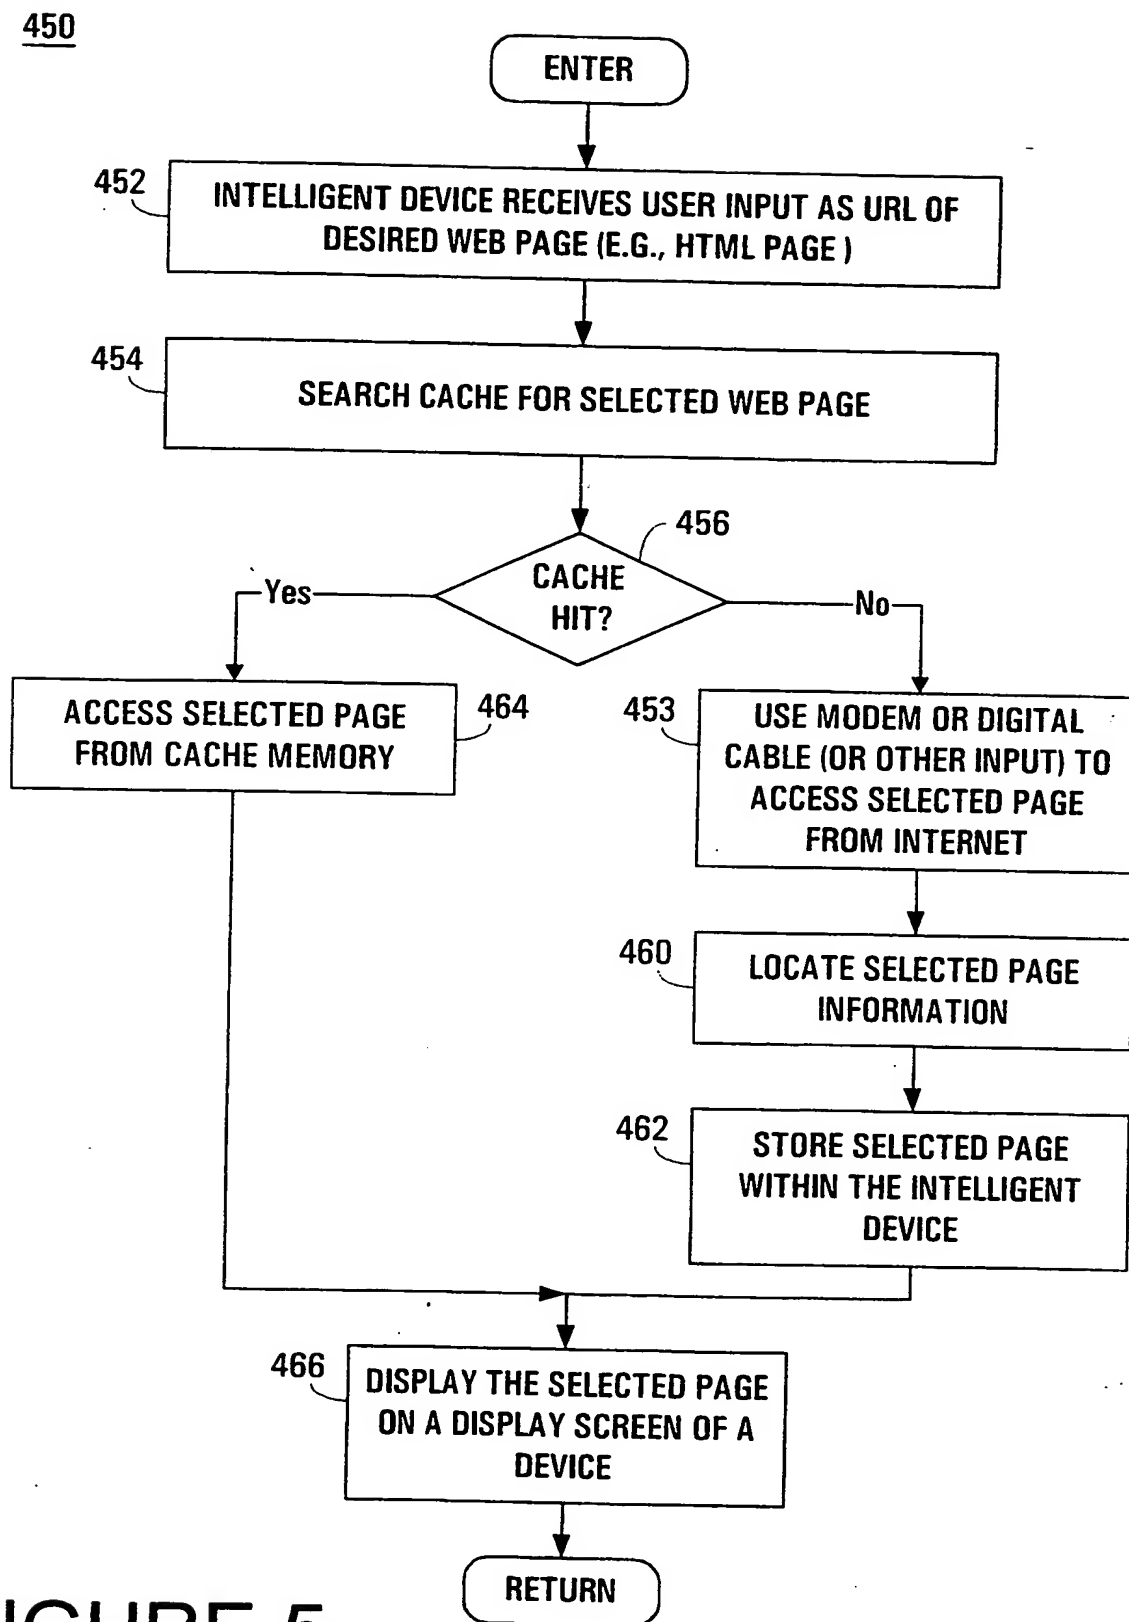 450
ENTER
452
INTELLIGENT DEVICE RECEIVES USER INPUT AS URL OF
DESIRED WEB PAGE (E.G., HTML PAGE )
454
SEARCH CACHE FOR SELECTED WEB PAGE
456
CACHE
HIT?
Yes
No
ACCESS SELECTED PAGE
FROM CACHE MEMORY
464
453
USE MODEM OR DIGITAL
CABLE (OR OTHER INPUT) TO
ACCESS SELECTED PAGE
FROM INTERNET
460
LOCATE SELECTED PAGE
INFORMATION
462
STORE SELECTED PAGE
WITHIN THE INTELLIGENT
DEVICE
466
DISPLAY THE SELECTED PAGE
ON A DISPLAY SCREEN OF A
DEVICE
RETURN